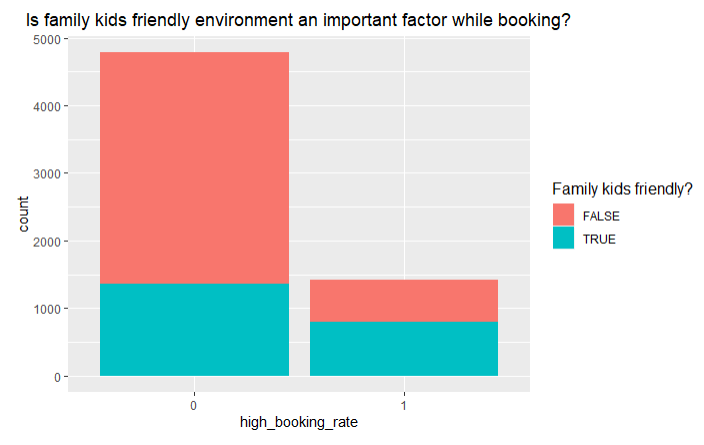 Is family kids friendly environment an important factor while booking?
5000
4000
3000
2000
1000
0
count
0 1
high_booking_rate
Family kids friendly?
FALSE
TRUE